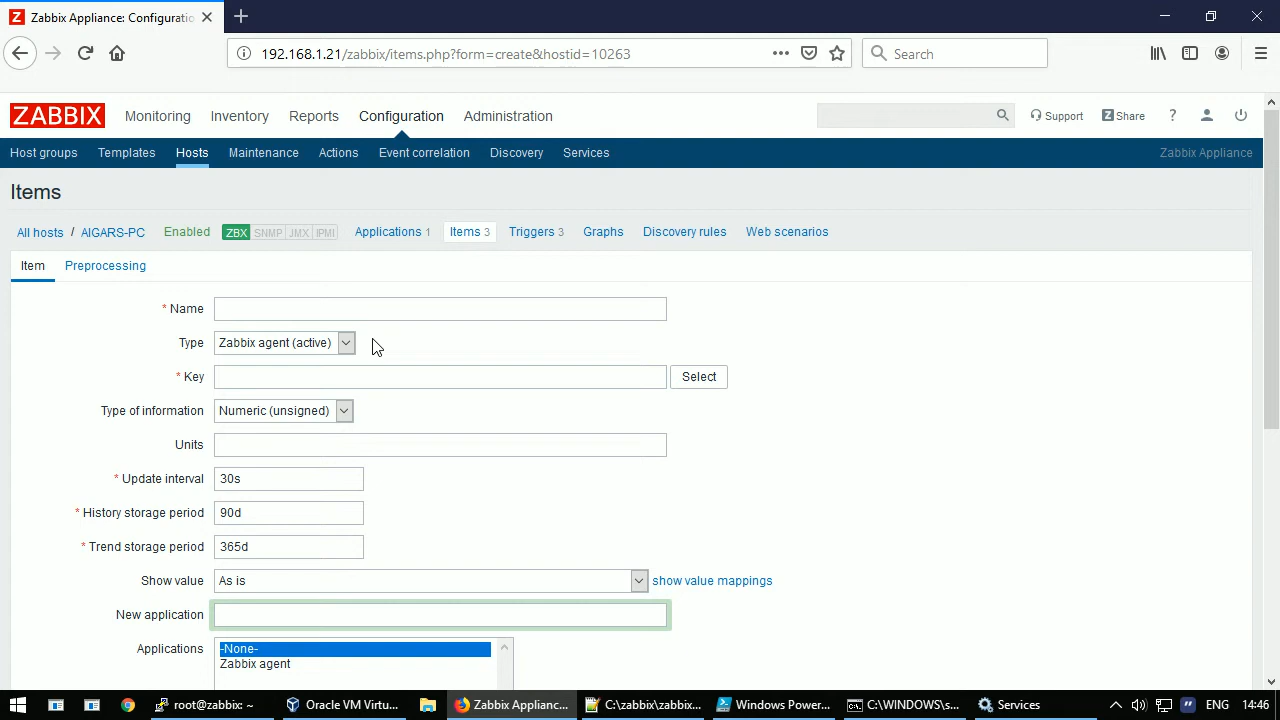 Z Zabbix Appliance: Configuratio
192.168.1.21/zabbix/items.php?form=create&hostid=10263
Search
ZABBIX Monitoring Inventory Reports Configuration Administration Support Z Share ?
Host groups Templates Hosts Maintenance Actions Event correlation Discovery Services Zabbix Appliance
Items
All hosts / AIGARS-PC Enabled ZBX SNMP JMX IPMI Applications 1 Items 3 Triggers 3 Graphs Discovery rules Web scenarios
Item Preprocessing
* Name
Type Zabbix agent (active)
* Key Select
Type of information Numeric (unsigned)
Units
* Update interval 30s
* History storage period 90d
* Trend storage period 365d
Show value As is show value mappings
New application
Applications -None-
Zabbix agent
root@zabbix: ~ Oracle VM Virtu... Zabbix Applianc... C:\zabbix\zabbix... Windows Power... C:\WINDOWS\s... Services ENG 14:46